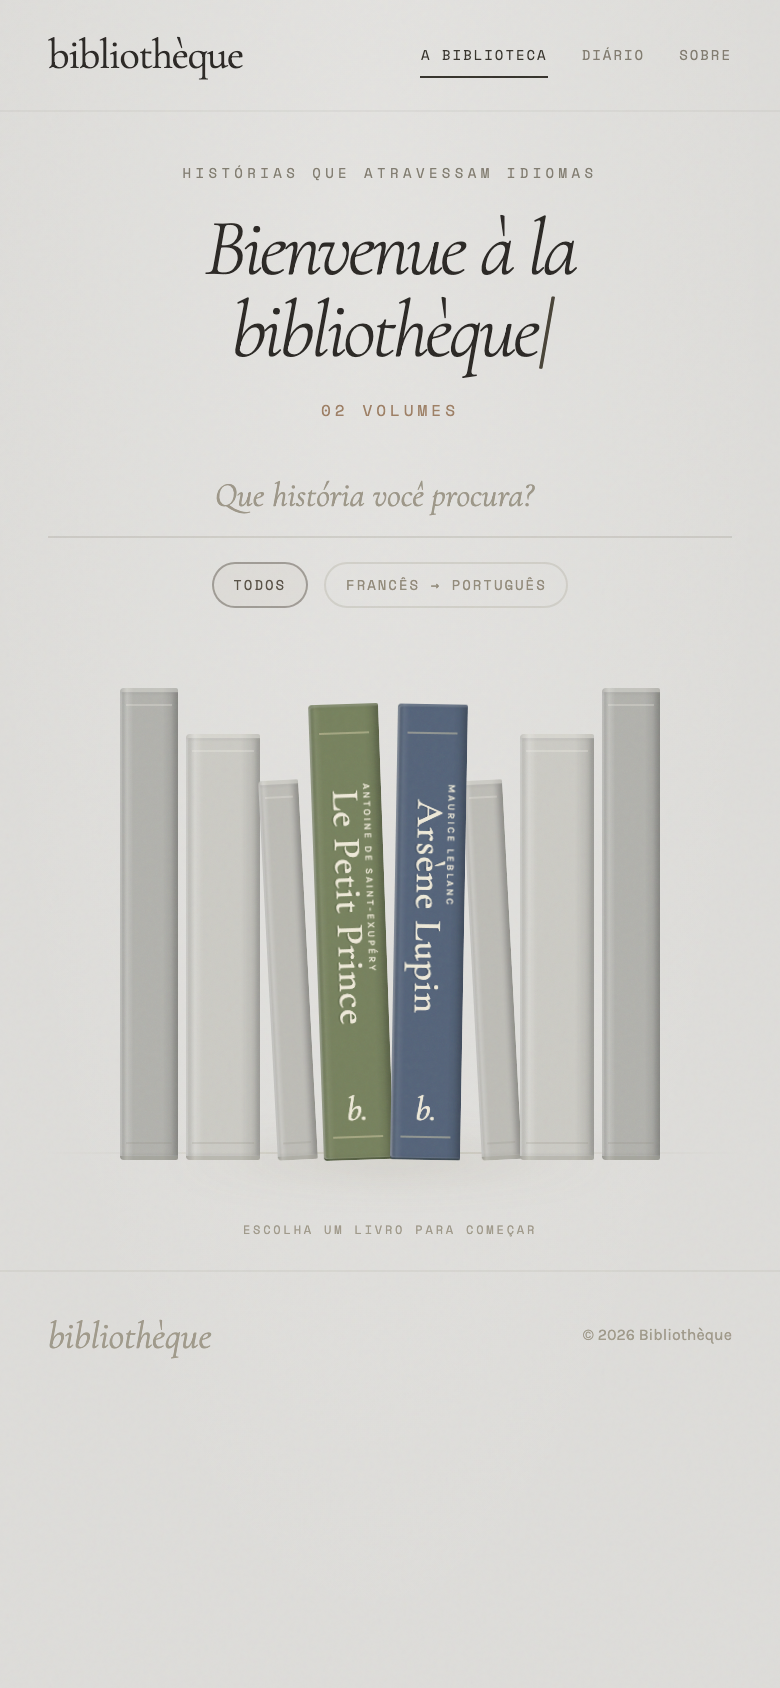 bibliothèque
A BIBLIOTECA
DIÁRIO
SOBRE
HISTÓRIAS QUE ATRAVESSAM IDIOMAS
Bienvenue à la
bibliothèque
02 VOLUMES
Que história você procura?
TODOS
FRANCÊS → PORTUGUÊS
ANTOINE DE SAINT-EXUPÉRY
Le Petit Prince
b.
MAURICE LEBLANC
Arsène Lupin
b.
ESCOLHA UM LIVRO PARA COMEÇAR
bibliothèque
© 2026 Bibliothèque